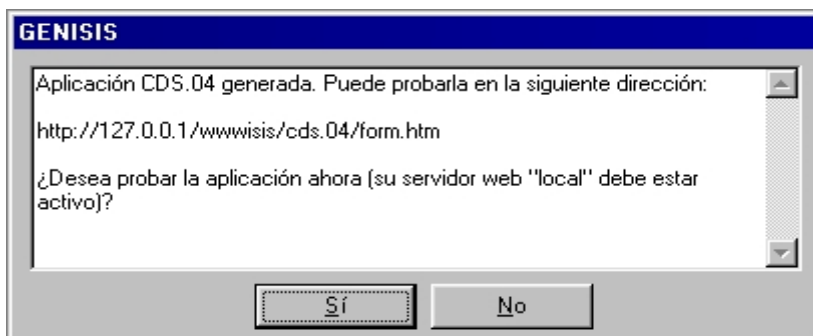 GENISIS
Aplicación CDS.04 generada. Puede probarla en la siguiente dirección:
http://127.0.0.1/wwwisis/cds.04/form.htm
¿Desea probar la aplicación ahora (su servidor web "local" debe estar
activo)?
Sí
No